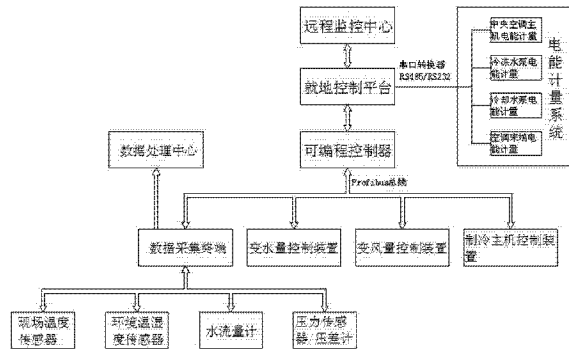 远程监控中心
串口转换器
RS485/RS232
就地控制平台
中央空调主
机电能计量
冷冻水泵电
能计量
冷却水泵电
能计量
空调末端电
能计量
电能计量系统
数据处理中心
可编程控制器
Profibus总线
数据采集终端
变水量控制装置
变风量控制装置
制冷主机控制装
置
现场温度
传感器
环境温湿
度传感器
水流量计
压力传感
器/压差计